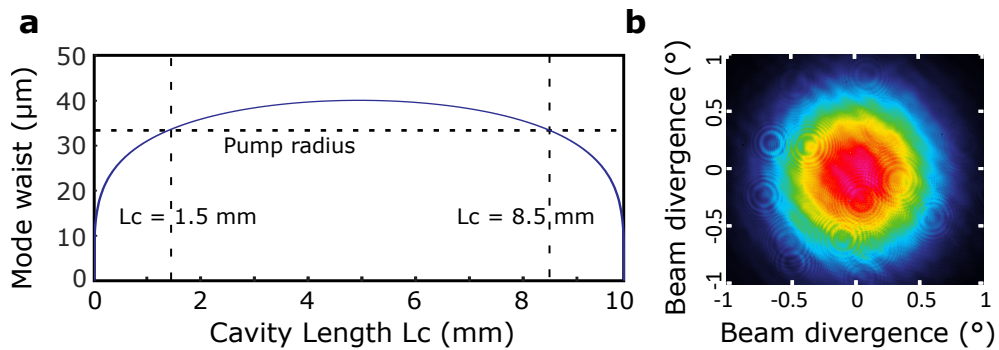 a
Mode waist (µm)
50
40
30
20
10
0
Pump radius
Lc = 1.5 mm
Lc = 8.5 mm
0
2
4
6
8
10
Cavity Length Lc (mm)
b
Beam divergence (°)
1
0.5
0
-0.5
-1
-1
-0.5
0
0.5
1
Beam divergence (°)